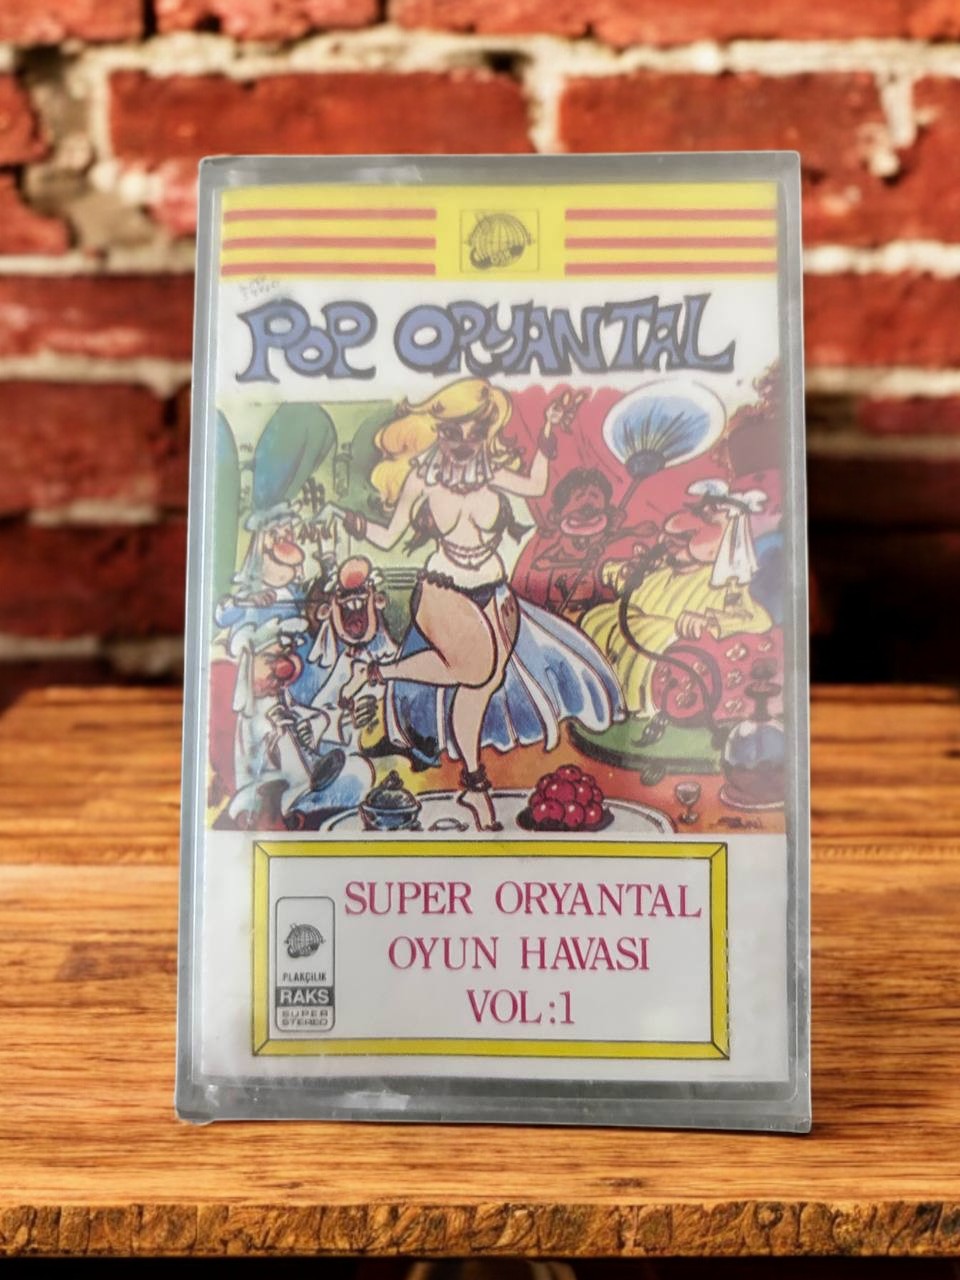 POP ORYANTAL
SUPER ORYANTAL
OYUN HAVASI
VOL:1
PLAKÇILIK
RAKS
SUPER
STEREO